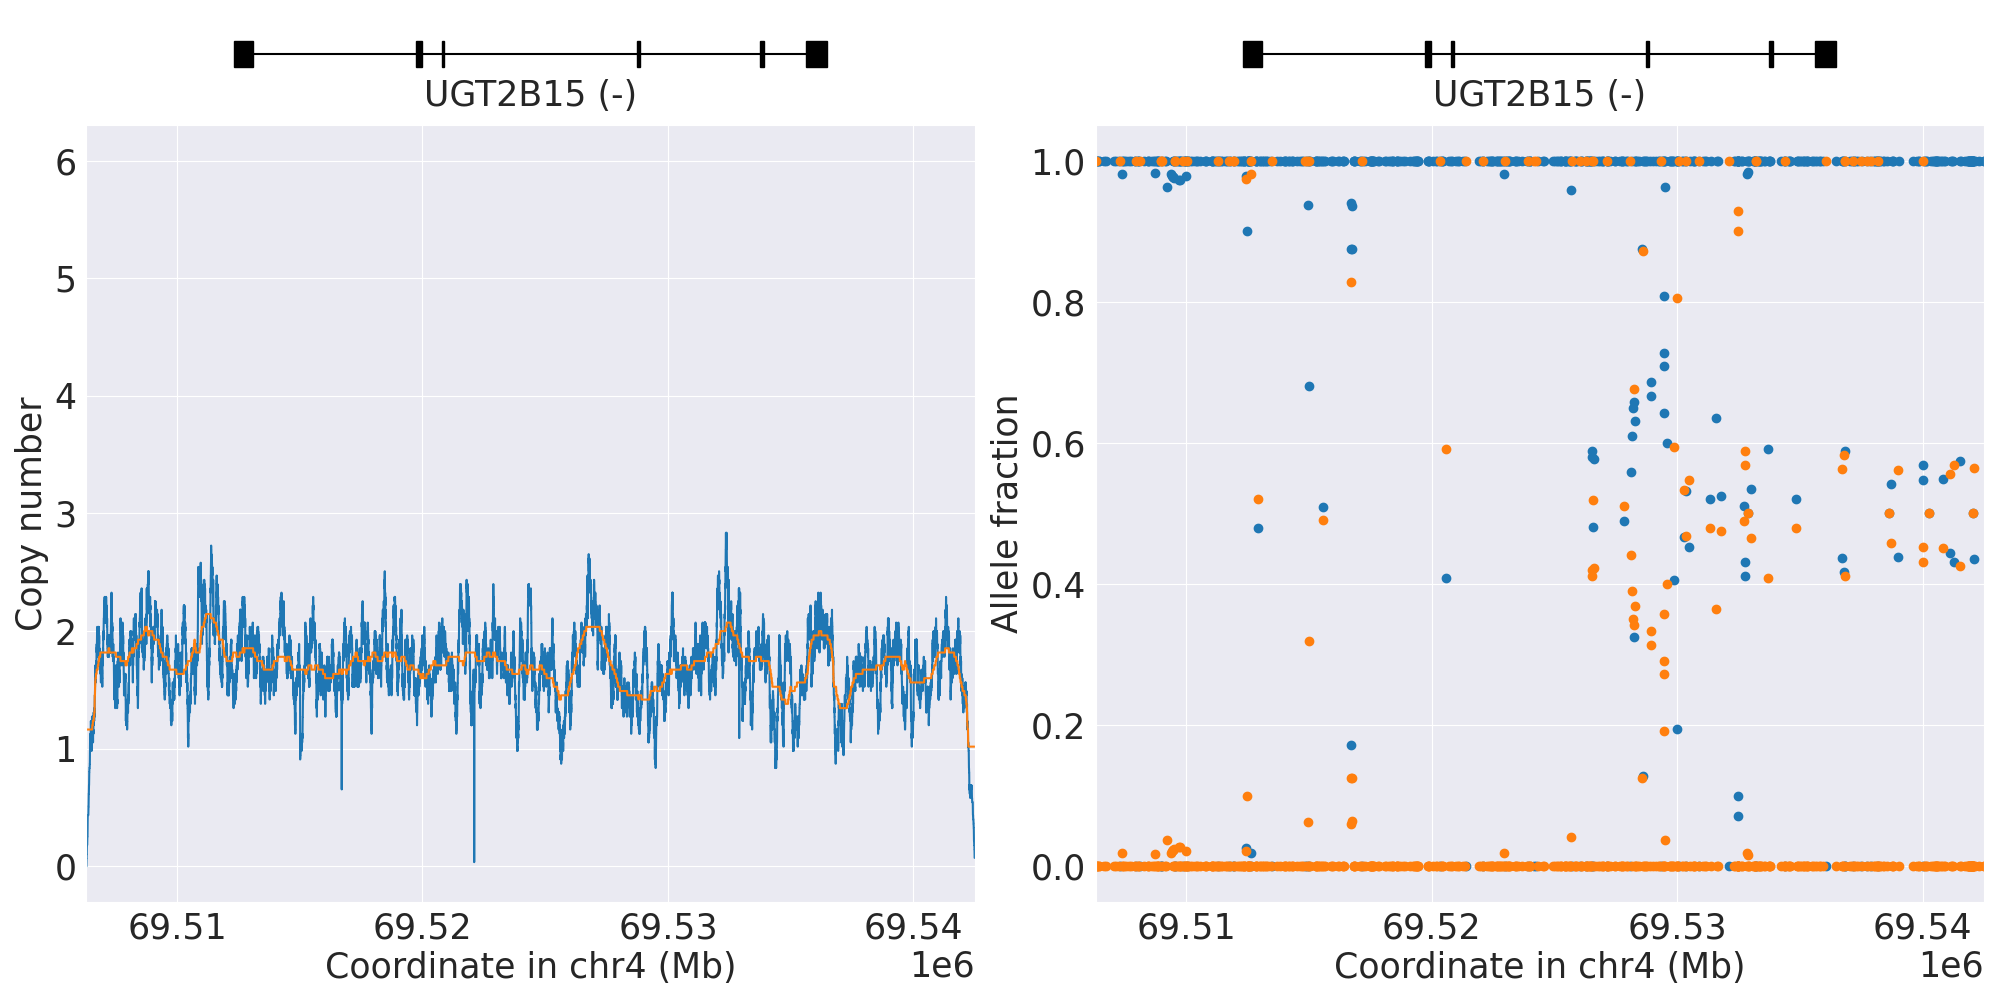 UGT2B15 (-)
UGT2B15 (-)
Copy number
6
5
4
3
2
1
0
69.51 69.52 69.53 69.54
Coordinate in chr4 (Mb) 1e6
Allele fraction
1.0
0.8
0.6
0.4
0.2
0.0
69.51 69.52 69.53 69.54
Coordinate in chr4 (Mb) 1e6